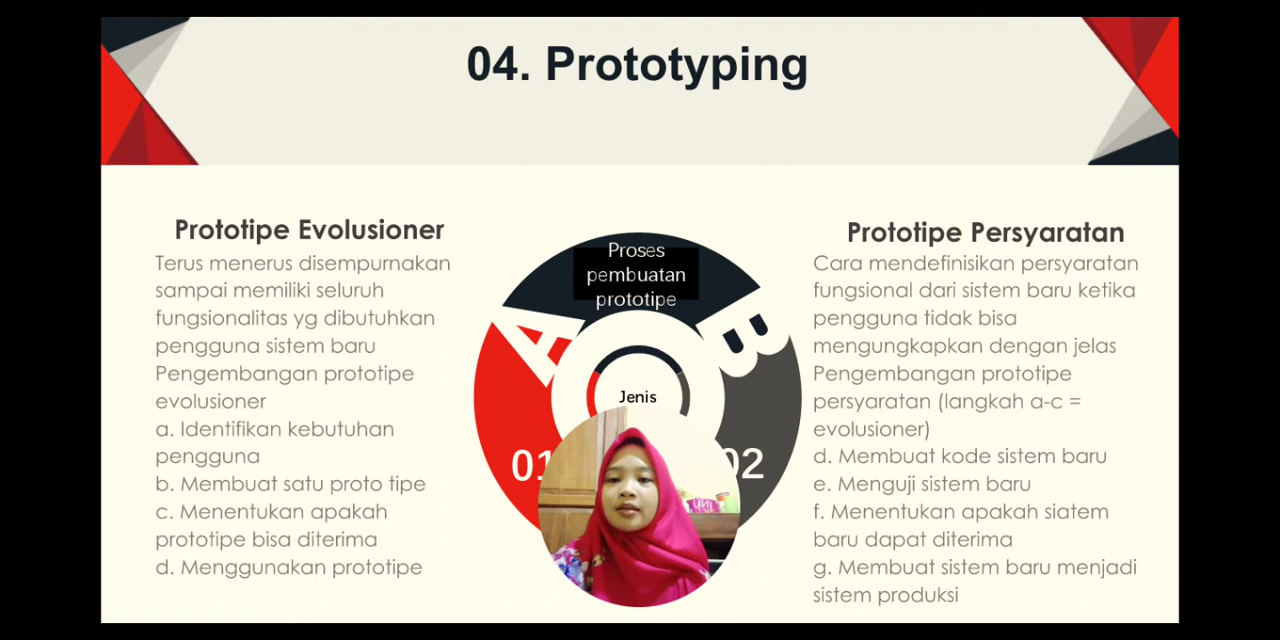 04. Prototyping
Prototipe Evolusioner
Terus menerus disempurnakan
sampai memiliki seluruh
fungsionalitas yg dibutuhkan
pengguna sistem baru
Pengembangan prototipe
evolusioner
a. Identifikan kebutuhan
pengguna
b. Membuat satu proto tipe
c. Menentukan apakah
prototipe bisa diterima
d. Menggunakan prototipe
Proses
pembuatan
prototipe
A
B
Jenis
01
02
Prototipe Persyaratan
Cara mendefinisikan persyaratan
fungsional dari sistem baru ketika
pengguna tidak bisa
mengungkapkan dengan jelas
Pengembangan prototipe
persyaratan (langkah a-c =
evolusioner)
d. Membuat kode sistem baru
e. Menguji sistem baru
f. Menentukan apakah siatem
baru dapat diterima
g. Membuat sistem baru menjadi
sistem produksi